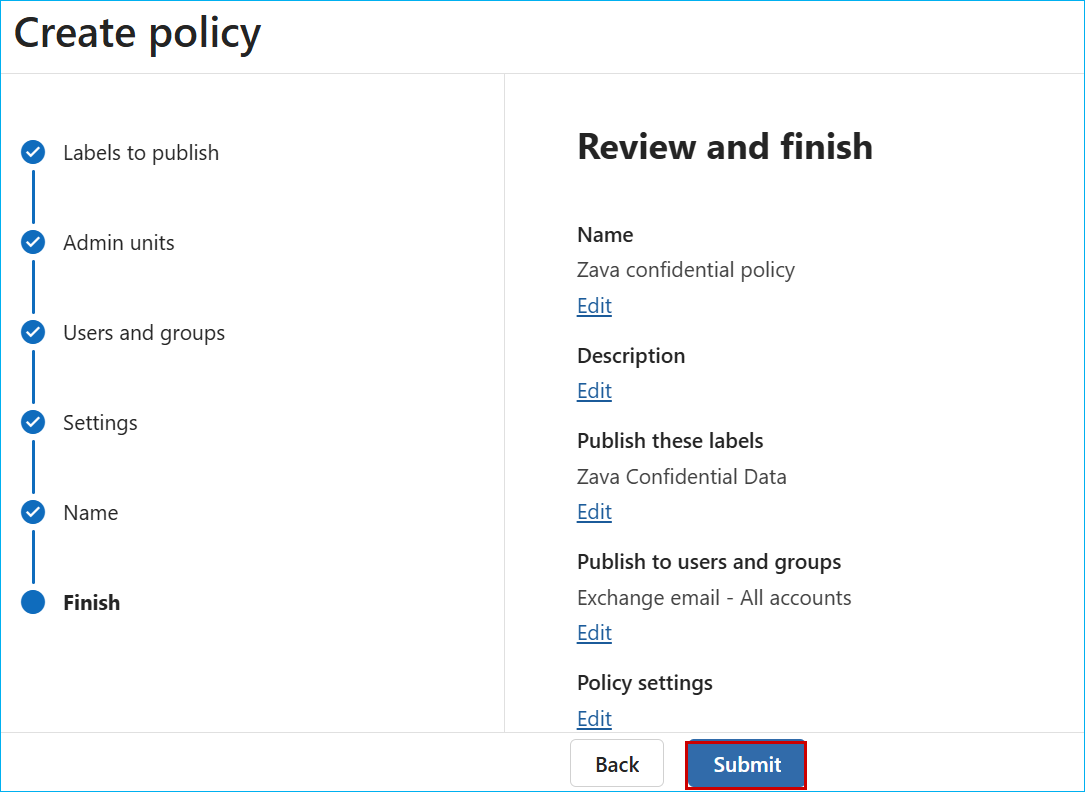 Create policy
Labels to publish
Admin units
Users and groups
Settings
Name
Finish
Review and finish
Name
Zava confidential policy
Edit
Description
Edit
Publish these labels
Zava Confidential Data
Edit
Publish to users and groups
Exchange email - All accounts
Edit
Policy settings
Edit
Back
Submit